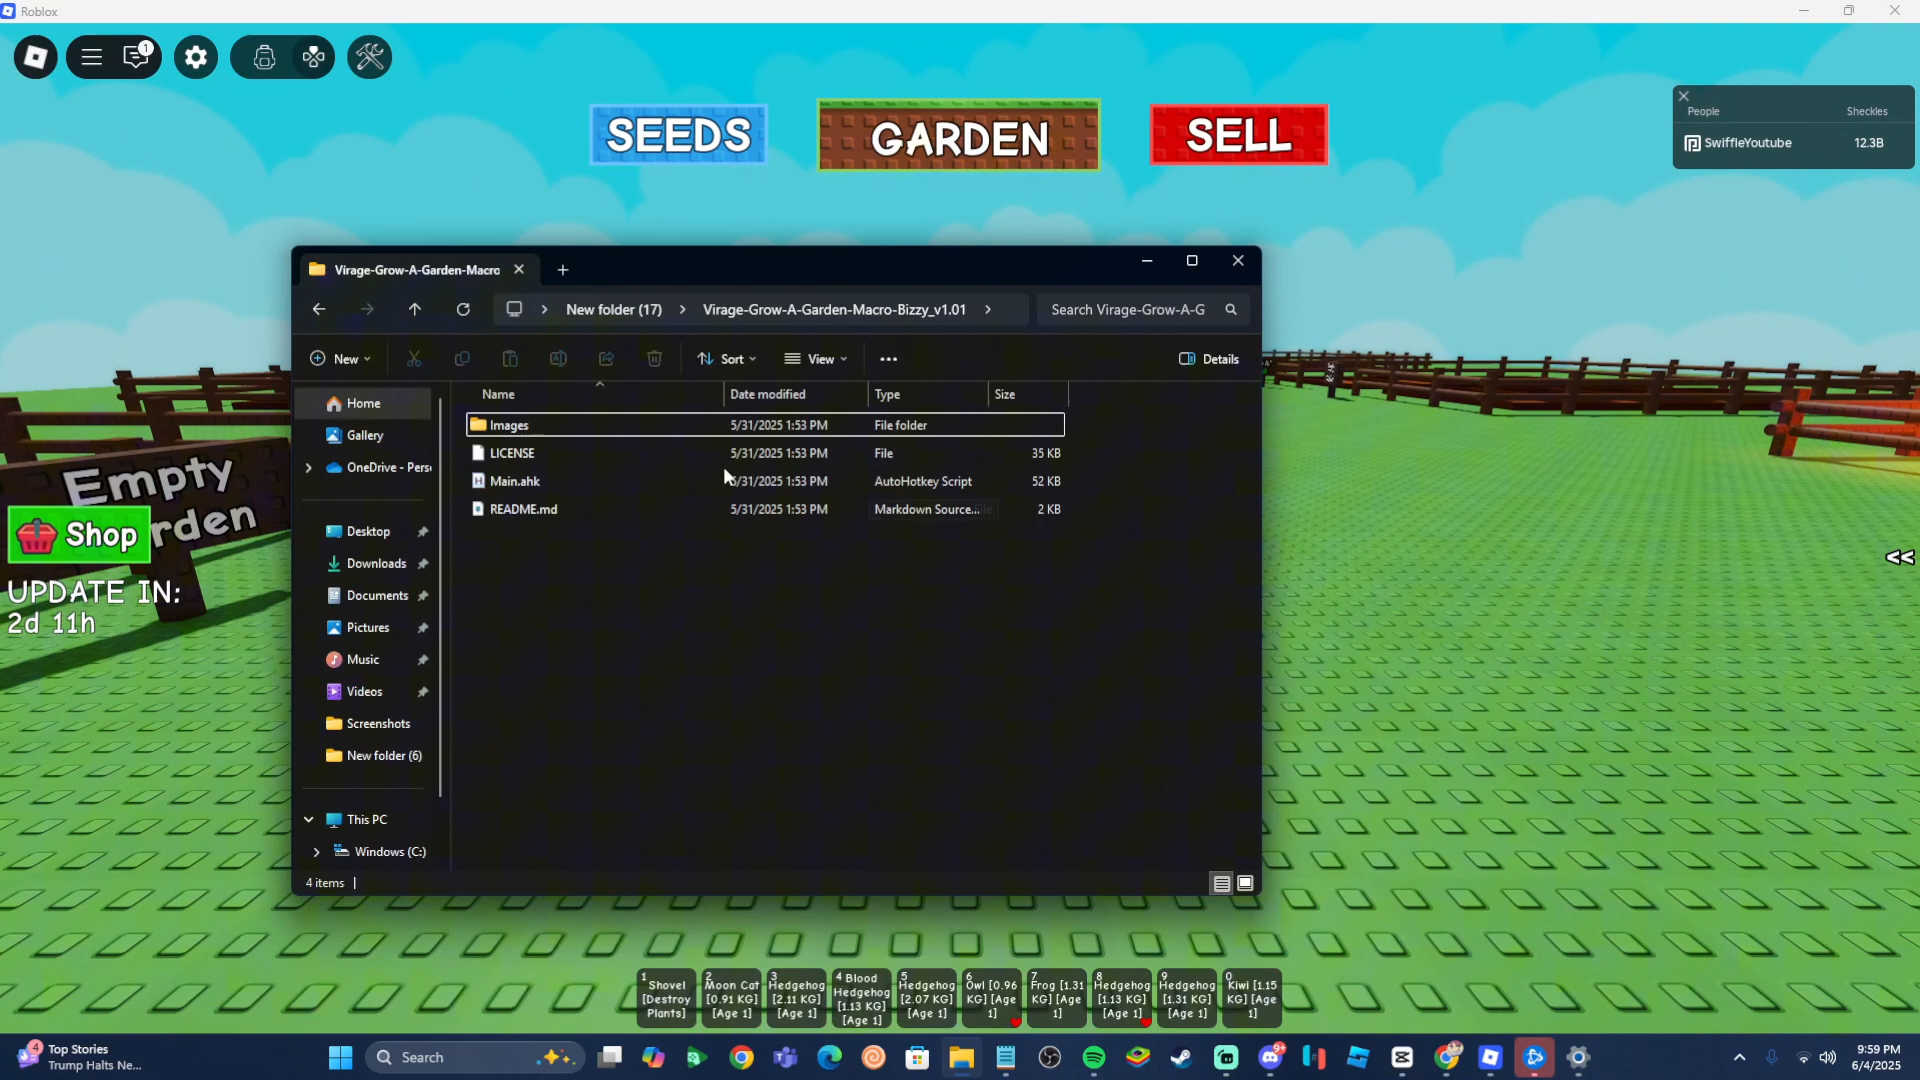 Roblox
1
SEEDS
GARDEN
SELL
People Sheckles
SwiffleYoutube 12.3B
Virage-Grow-A-Garden-Macro
New folder (17) Virage-Grow-A-Garden-Macro-Bizzy_v1.01
Search Virage-Grow-A-G
New
Sort
View
Details
Name Date modified Type Size
Home
Gallery
OneDrive - Pers
Desktop
Downloads
Documents
Pictures
Music
Videos
Screenshots
New folder (6)
This PC
Windows (C:)
Images 5/31/2025 1:53 PM File folder
LICENSE 5/31/2025 1:53 PM File 35 KB
Main.ahk 5/31/2025 1:53 PM AutoHotkey Script 52 KB
README.md 5/31/2025 1:53 PM Markdown Source... 2 KB
4 items
Empty
Shop
UPDATE IN:
2d 11h
<<
1 Shovel [Destroy Plants]
2 Moon Cat [0.91 KG] [Age 1]
3 Hedgehog [2.11 KG] [Age 1]
4 Blood Hedgehog [1.13 KG] [Age 1]
5 Hedgehog [2.07 KG] [Age 1]
6 Owl [0.96 KG] [Age 1]
7 Frog [1.31 KG] [Age 1]
8 Hedgehog [1.13 KG] [Age 1]
9 Hedgehog [1.31 KG] [Age 1]
0 Kiwi [1.15 KG] [Age 1]
4
Top Stories
Trump Halts Ne...
Search
9+
9:59 PM
6/4/2025